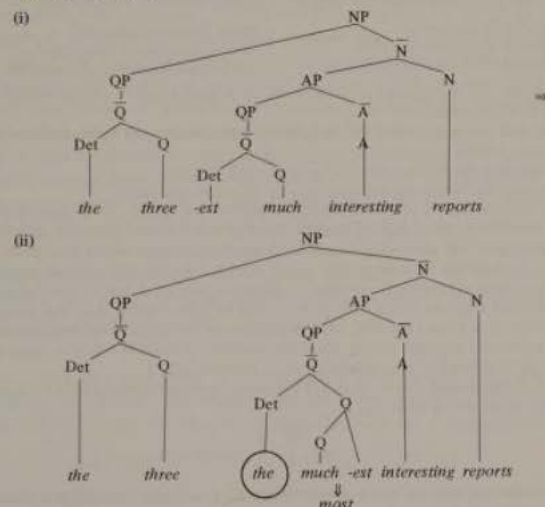 (i)
NP
N̅
QP AP N
Q̅ QP A̅
Det Q Q̅ A
Det Q
the three -est much interesting reports
(ii)
NP
N̅
QP AP N
Q̅ QP A̅
Det Q Q̅ A
Det Q
Q
the three the much -est interesting reports
⇓
most